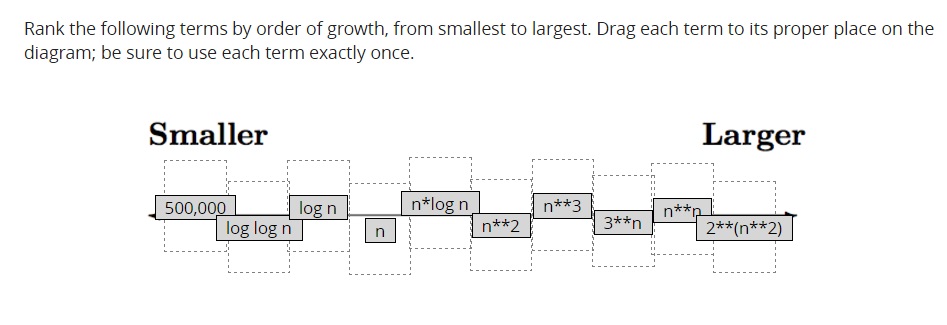 Rank the following terms by order of growth, from smallest to largest. Drag each term to its proper place on the
diagram; be sure to use each term exactly once.
Smaller
Larger
500,000
log log n
log n
n
n*log n
n**2
n**3
3**n
n**n
2**(n**2)